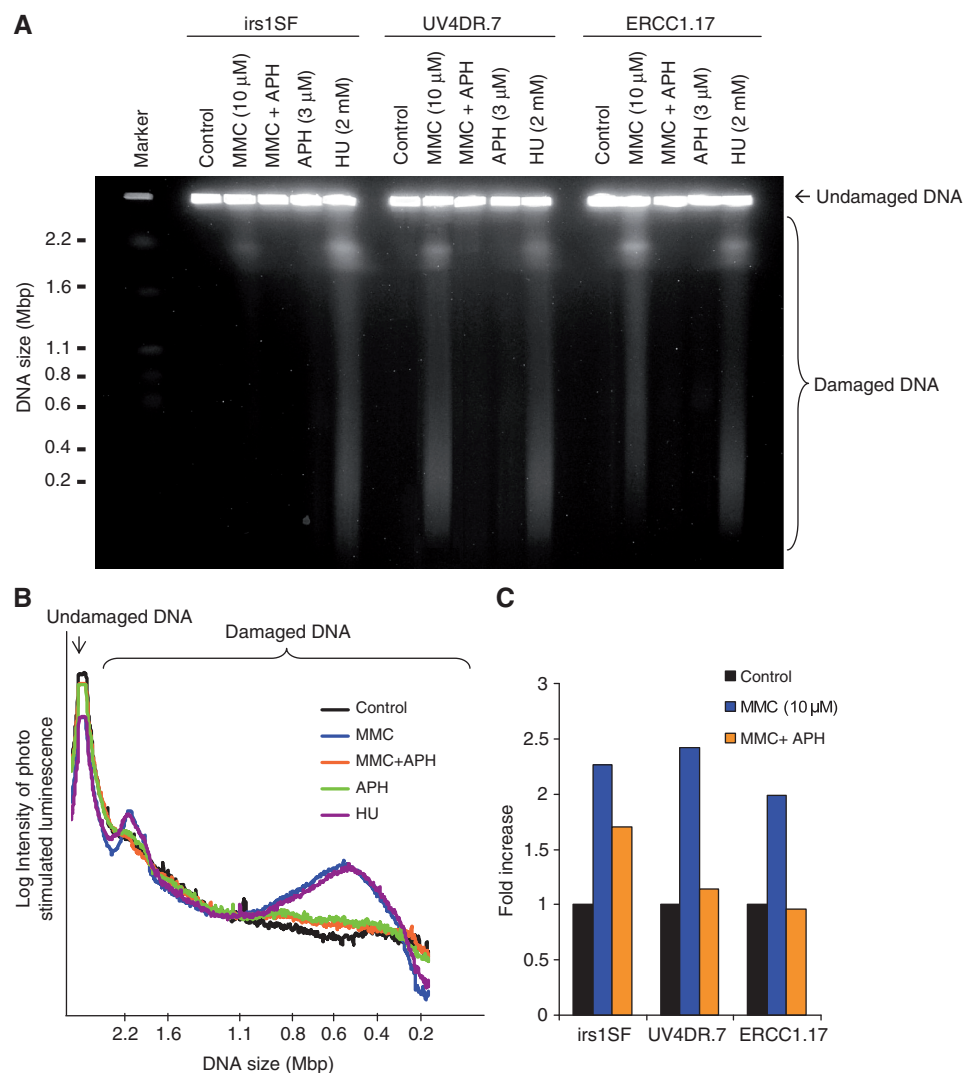 A
irs1SF
UV4DR.7
ERCC1.17
Marker
Control
MMC (10 μM)
MMC + APH
APH (3 μM)
HU (2 mM)
Control
MMC (10 μM)
MMC + APH
APH (3 μM)
HU (2 mM)
Control
MMC (10 μM)
MMC + APH
APH (3 μM)
HU (2 mM)
← Undamaged DNA
DNA size (Mbp)
2.2
1.6
1.1
0.8
0.6
0.4
0.2
Damaged DNA
B
Undamaged DNA
Damaged DNA
Log Intensity of photo
stimulated luminescence
Control
MMC
MMC+APH
APH
HU
2.2 1.6 1.1 0.8 0.6 0.4 0.2
DNA size (Mbp)
C
Control
MMC (10 μM)
MMC+ APH
Fold increase
3
2.5
2
1.5
1
0.5
0
irs1SF UV4DR.7 ERCC1.17